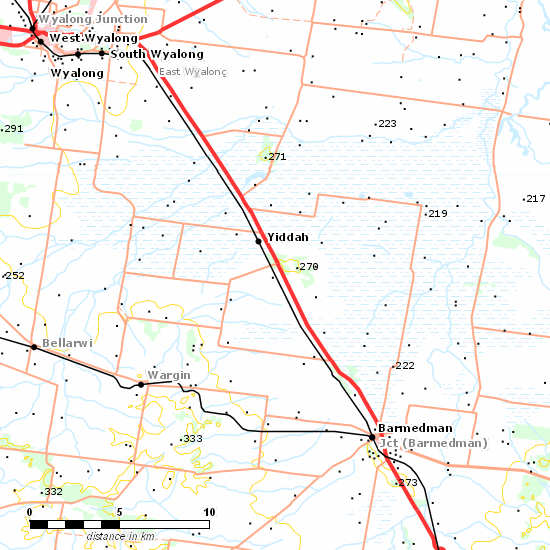 Wyalong Junction
West Wyalong
South Wyalong
Wyalong
East Wyalong
223
291
271
217
219
Yiddah
270
252
Bellarwi
222
Wargin
Barmedman
Jct (Barmedman)
333
273
332
0 5 10
distance in km